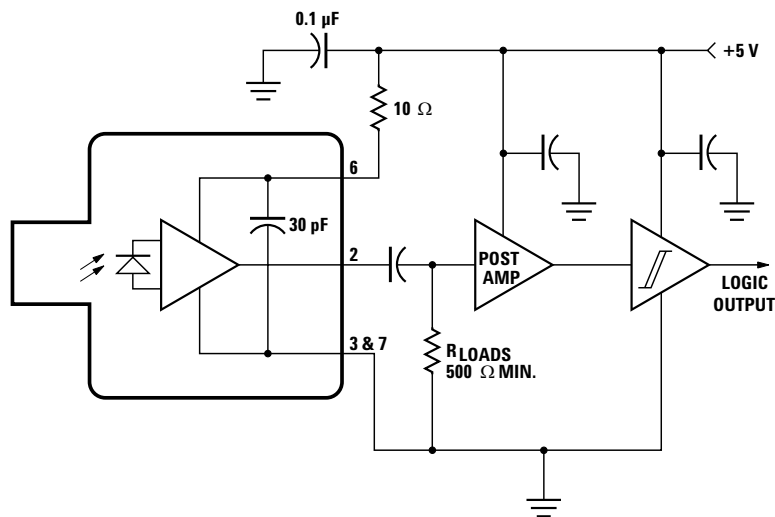 0.1 µF
+5 V
10 Ω
6
30 pF
2
POST
AMP
LOGIC
OUTPUT
3 & 7
RLOADS
500 Ω MIN.